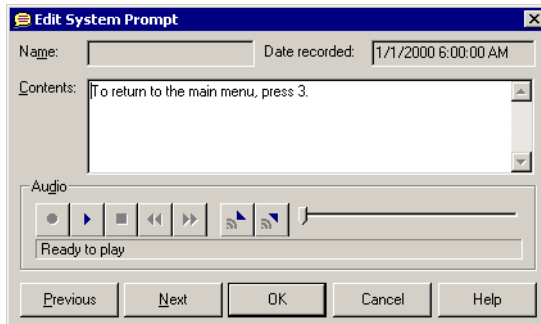 Edit System Prompt
Name: Date recorded: 1/1/2000 6:00:00 AM
Contents: To return to the main menu, press 3.
Audio
Ready to play
Previous Next OK Cancel Help